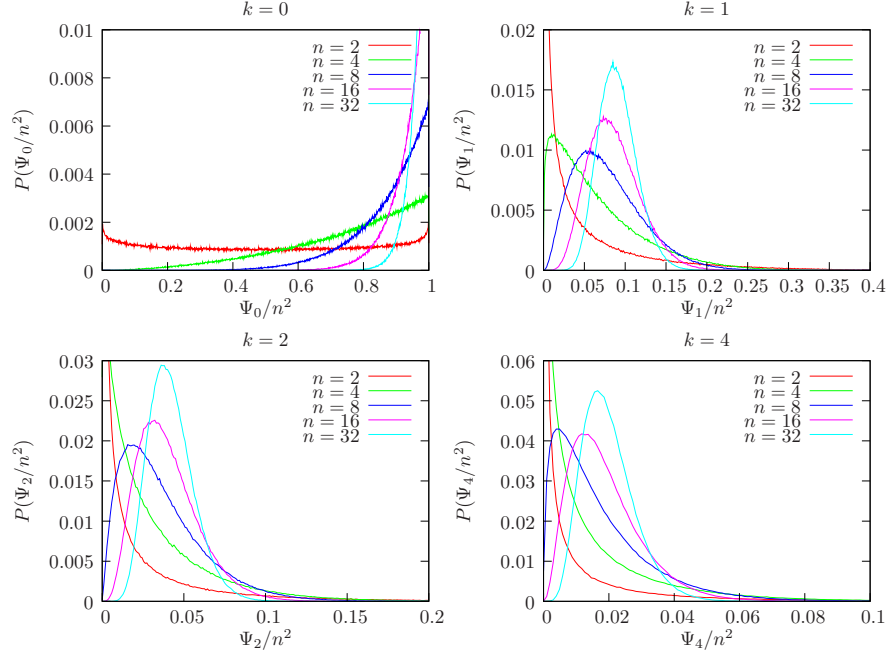 k = 0
P(Ψ₀/n²)
0.01
0.008
0.006
0.004
0.002
0
n = 2
n = 4
n = 8
n = 16
n = 32
0 0.2 0.4 0.6 0.8 1
Ψ₀/n²
k = 1
P(Ψ₁/n²)
0.02
0.015
0.01
0.005
0
n = 2
n = 4
n = 8
n = 16
n = 32
0 0.05 0.1 0.15 0.2 0.25 0.3 0.35 0.4
Ψ₁/n²
k = 2
P(Ψ₂/n²)
0.03
0.025
0.02
0.015
0.01
0.005
0
n = 2
n = 4
n = 8
n = 16
n = 32
0 0.05 0.1 0.15 0.2
Ψ₂/n²
k = 4
P(Ψ₄/n²)
0.06
0.05
0.04
0.03
0.02
0.01
0
n = 2
n = 4
n = 8
n = 16
n = 32
0 0.02 0.04 0.06 0.08 0.1
Ψ₄/n²